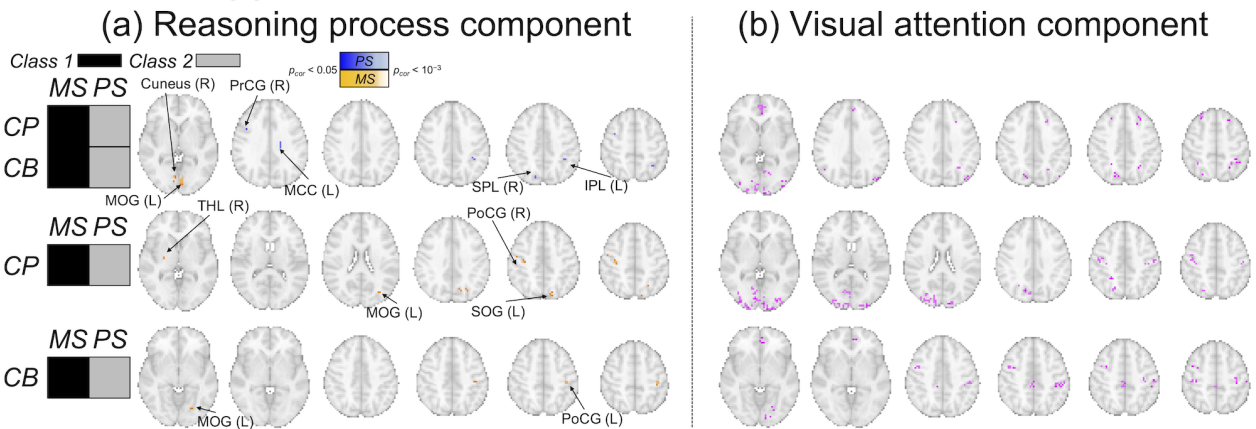 (a) Reasoning process component
(b) Visual attention component
Class 1
Class 2
p_cor < 0.05
PS
MS
p_cor < 10⁻³
MS PS
CP
CB
Cuneus (R)
PrCG (R)
MOG (L)
MCC (L)
SPL (R)
IPL (L)
MS PS
CP
THL (R)
MOG (L)
PoCG (R)
SOG (L)
MS PS
CB
MOG (L)
PoCG (L)